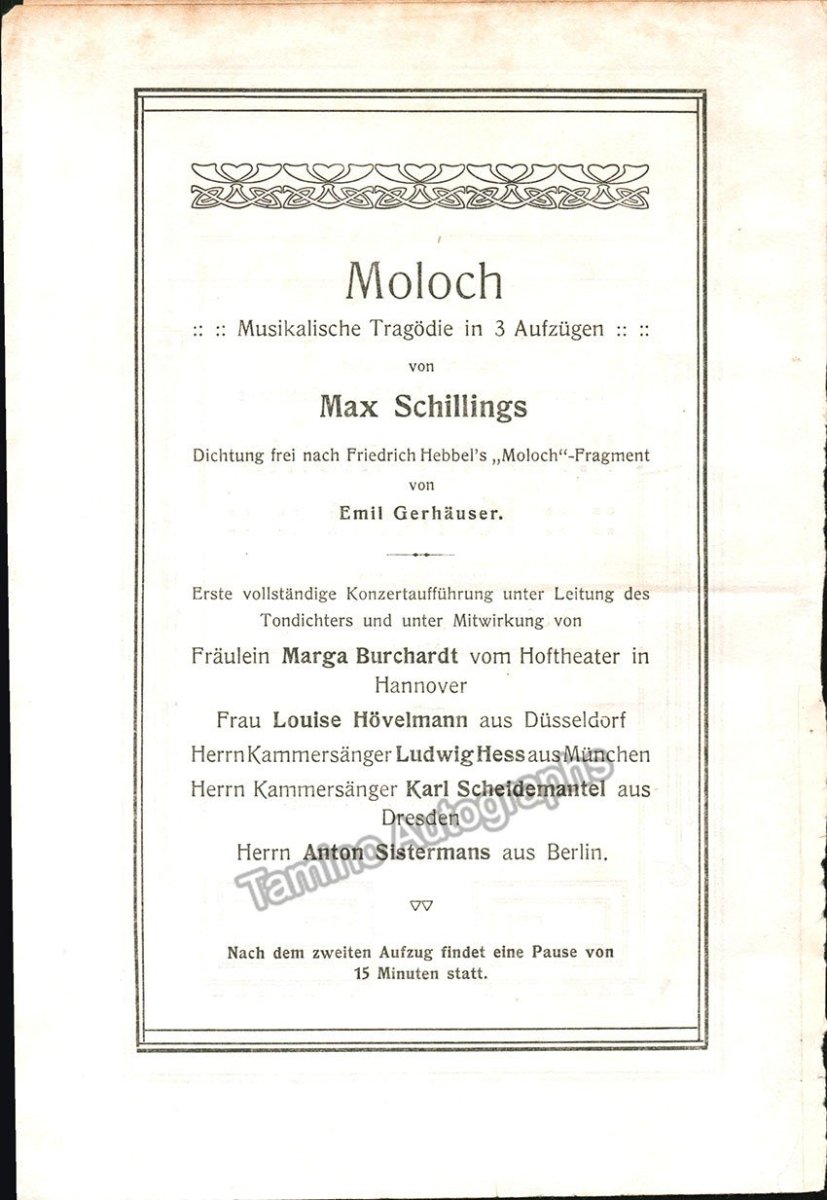 Moloch
:: :: Musikalische Tragödie in 3 Aufzügen :: ::
von
Max Schillings
Dichtung frei nach Friedrich Hebbel's „Moloch“-Fragment
von
Emil Gerhäuser.
Erste vollständige Konzertaufführung unter Leitung des
Tondichters und unter Mitwirkung von
Fräulein Marga Burchardt vom Hoftheater in
Hannover
Frau Louise Hövelmann aus Düsseldorf
Herrn Kammersänger Ludwig Hess aus München
Herrn Kammersänger Karl Scheidemantel aus
Dresden
Herrn Anton Sistermans aus Berlin.
Tamino Autographs
Nach dem zweiten Aufzug findet eine Pause von
15 Minuten statt.